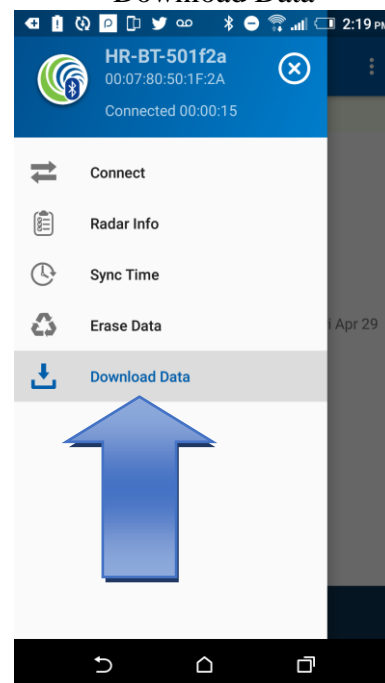 Download Data
2:19 PM
HR-BT-501f2a
00:07:80:50:1F:2A
Connected 00:00:15
Connect
Radar Info
Sync Time
Erase Data
i Apr 29
Download Data